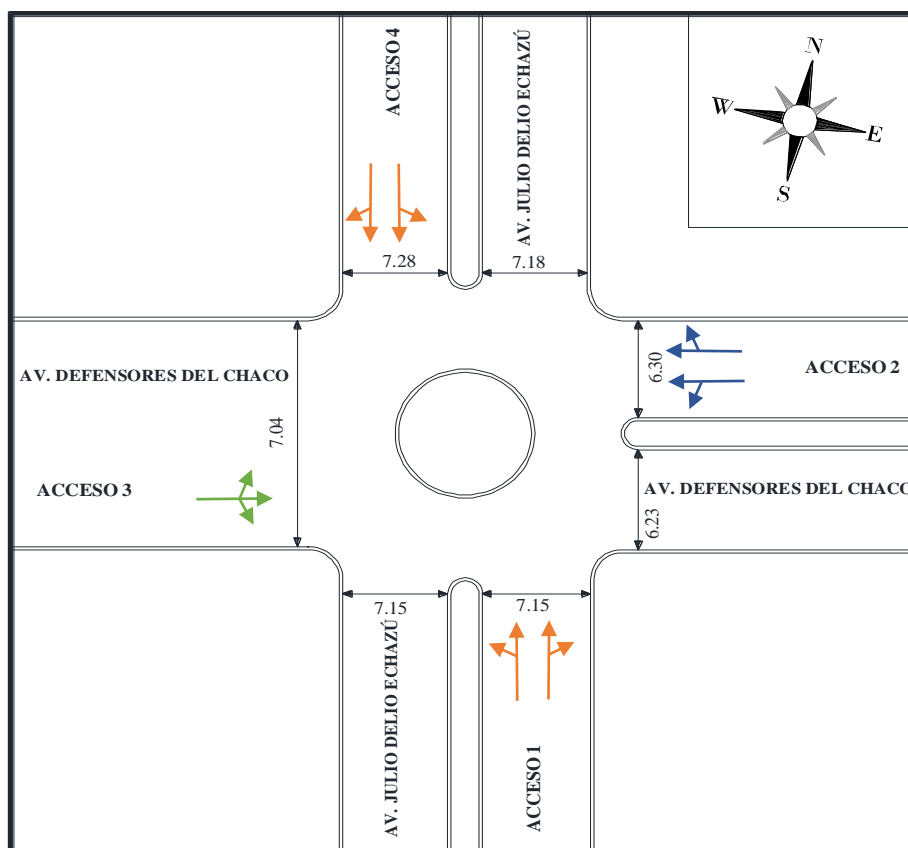 ACCESO 4
AV. JULIO DELIO ECHAZÚ
N
W
E
S
7.28
7.18
AV. DEFENSORES DEL CHACO
7.04
6.30
ACCESO 2
ACCESO 3
AV. DEFENSORES DEL CHACO
6.23
7.15
7.15
AV. JULIO DELIO ECHAZÚ
ACCESO 1